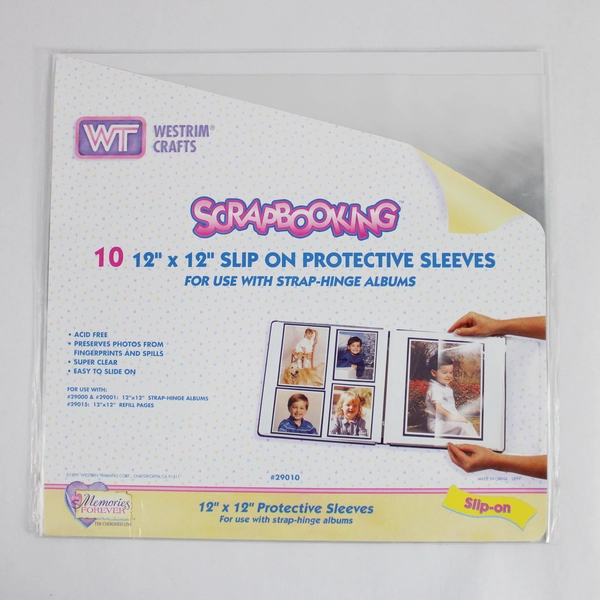 WT
WESTRIM®
CRAFTS
SCRAPBOOKING
10 12" x 12" SLIP ON PROTECTIVE SLEEVES
FOR USE WITH STRAP-HINGE ALBUMS
• ACID FREE
• PRESERVES PHOTOS FROM
FINGERPRINTS AND SPILLS
• SUPER CLEAR
• EASY TO SLIDE ON
FOR USE WITH:
#29000 & #29001: 12"x12" STRAP-HINGE ALBUMS
#29015: 12"x12" REFILL PAGES
#29010
Memories
FOREVER
12" x 12" Protective Sleeves
For use with strap-hinge albums
Slip-on